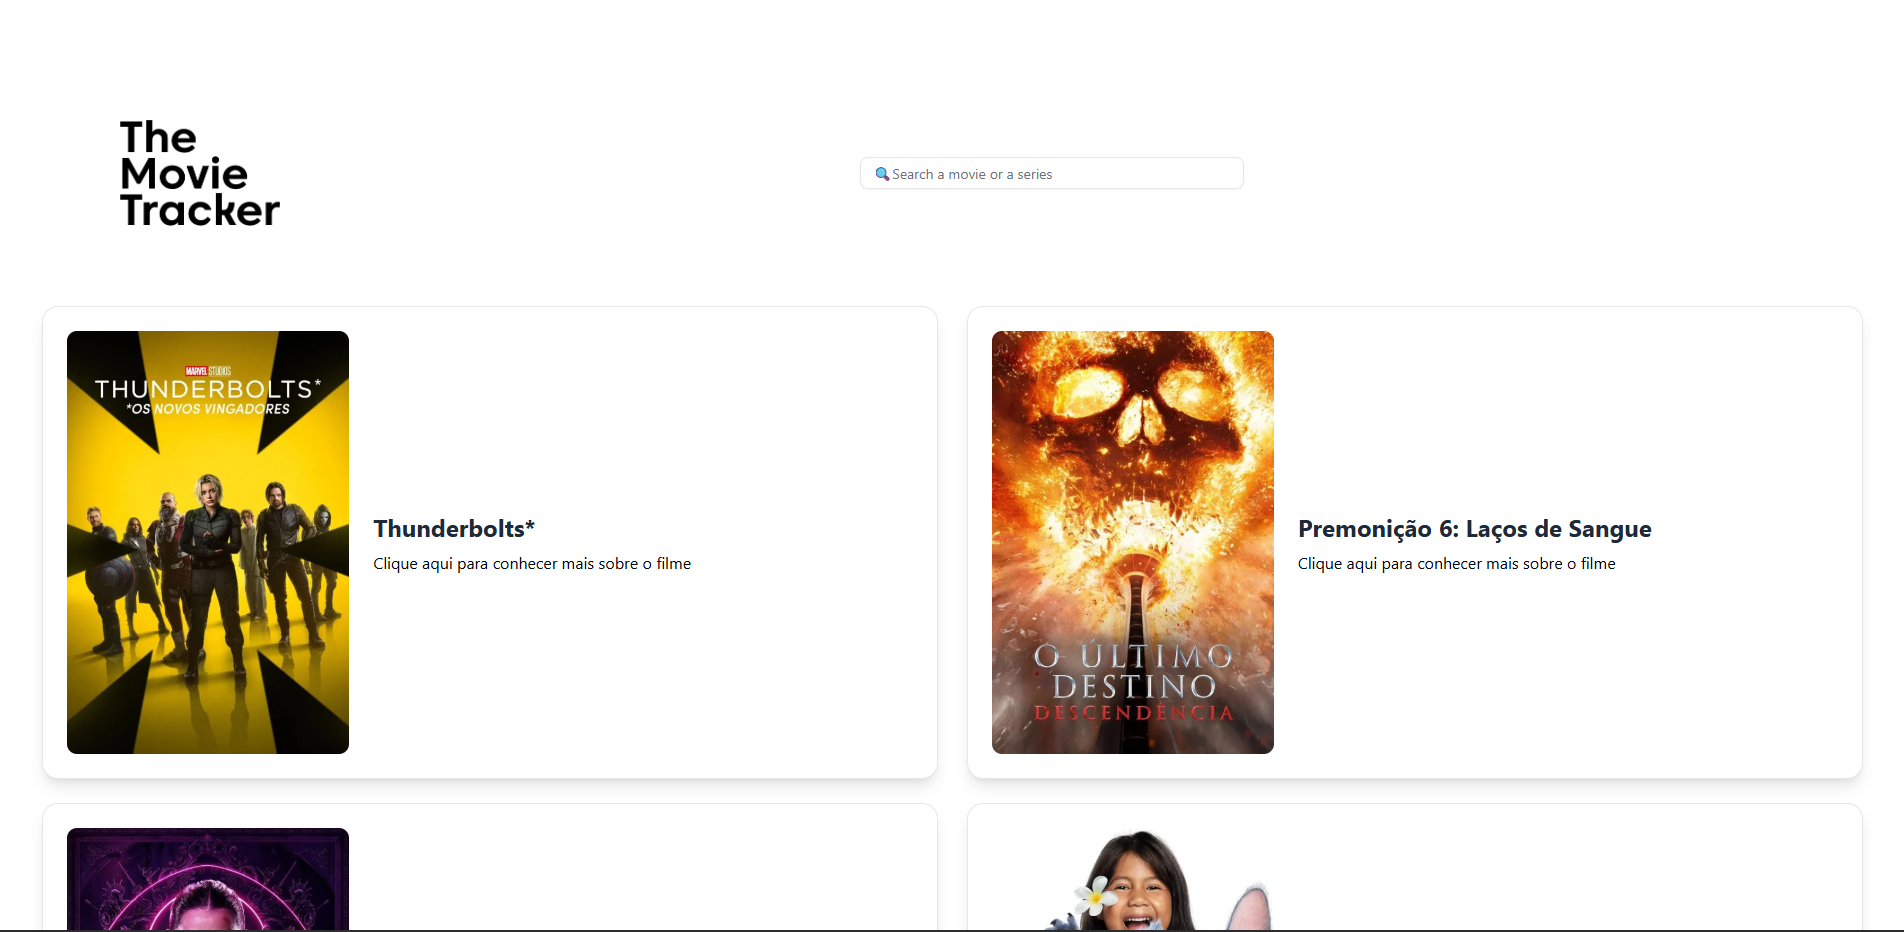 The
Movie
Tracker
🔍Search a movie or a series
MARVEL STUDIOS
THUNDERBOLTS*
*OS NOVOS VINGADORES
Thunderbolts*
Clique aqui para conhecer mais sobre o filme
O ÚLTIMO
DESTINO
DESCENDÊNCIA
Premonição 6: Laços de Sangue
Clique aqui para conhecer mais sobre o filme